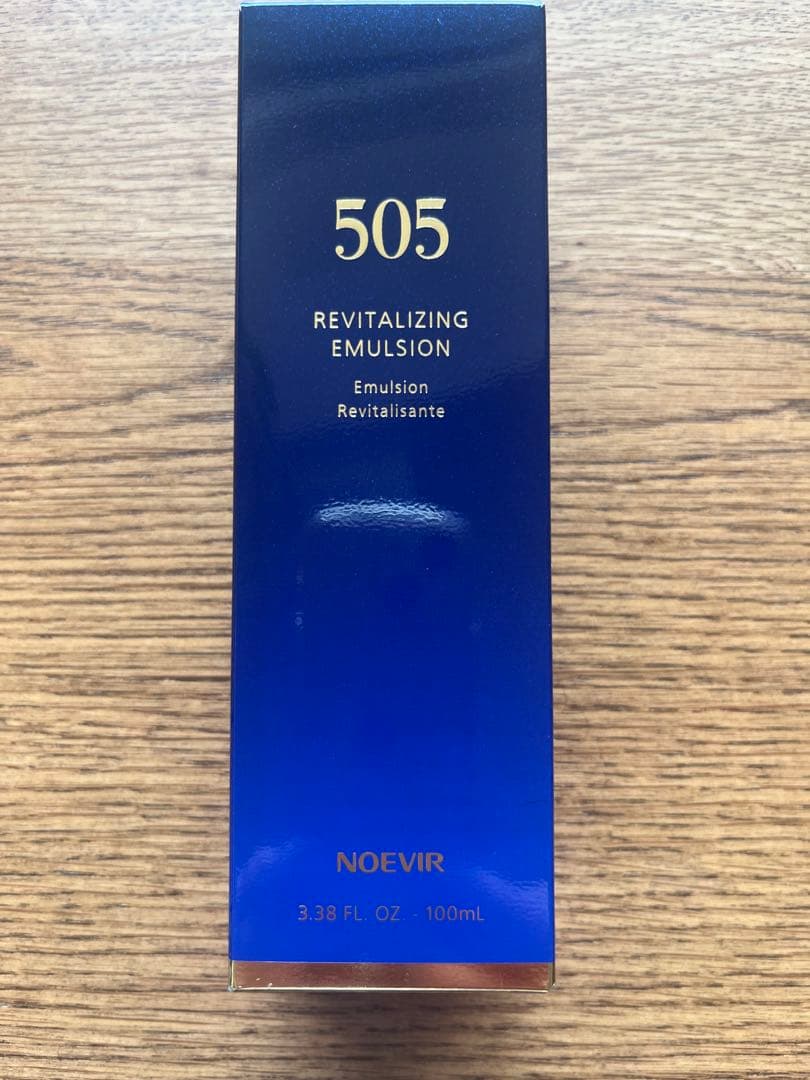 505
REVITALIZING
EMULSION
Emulsion
Revitalisante
NOEVIR
3.38 FL. OZ. - 100mL